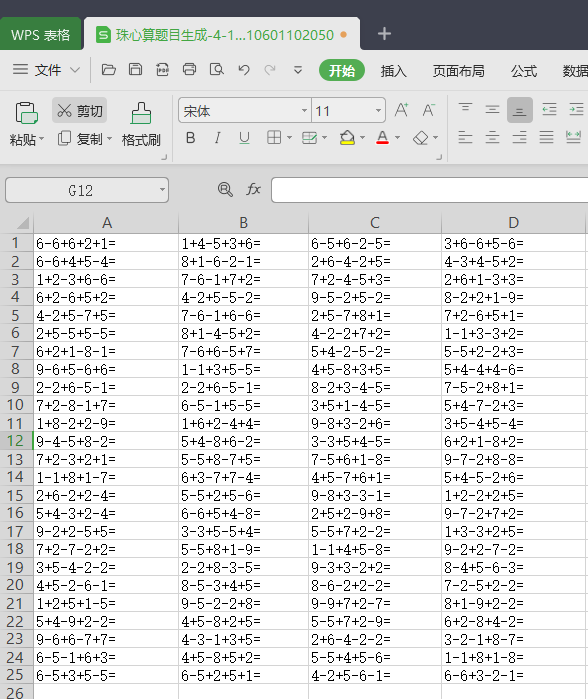 WPS 表格 S 珠心算题目生成-4-1...10601102050
文件 开始 插入 页面布局 公式 数据
剪切 宋体 11 A⁺ A⁻
粘贴 复制 格式刷 B I U A
G12 fx
A B C D
1 6-6+6+2+1= 1+4-5+3+6= 6-5+6-2-5= 3+6-6+5-6=
2 6-6+4+5-4= 8+1-6-2-1= 2+6-4-2+5= 4-3+4-5+2=
3 1+2-3+6-6= 7-6-1+7+2= 7+2-4-5+3= 2+6+1-3+3=
4 6+2-6+5+2= 4-2+5-5-2= 9-5-2+5-2= 8-2+2+1-9=
5 4-2+5-7+5= 7-6-1+6-6= 2+5-7+8+1= 7+2-6+5+1=
6 2+5-5+5-5= 8+1-4-5+2= 4-2-2+7+2= 1-1+3-3+2=
7 6+2+1-8-1= 7-6+6-5+7= 5+4-2-5-2= 5-5+2-2+3=
8 9-6+5-6+6= 1-1+3+5-5= 4+5-8+3+5= 5+4-4+4-6=
9 2-2+6-5-1= 2-2+6-5-1= 8-2+3-4-5= 7-5-2+8+1=
10 7+2-8-1+7= 6-5-1+5-5= 3+5+1-4-5= 5+4-7-2+3=
11 1+8-2+2-9= 1+6+2-4+4= 9-8+3-2+6= 3+5-4+5-4=
12 9-4-5+8-2= 5+4-8+6-2= 3-3+5+4-5= 6+2+1-8+2=
13 7+2-3+2+1= 5-5+8-7+5= 7-5+6+1-8= 9-7-2+8-8=
14 1-1+8+1-7= 6+3-7+7-4= 4+5-7+6+1= 5+4-5-2+6=
15 2+6-2+2-4= 5-5+2+5-6= 9-8+3-3-1= 1+2-2+2+5=
16 5+4-3+2-4= 6-6+5+4-8= 2+5+2-9+8= 9-7-2+7+2=
17 9-2+2-5+5= 3-3+5-5+4= 5-5+7+2-2= 1+3-3+2+5=
18 7+2-7-2+2= 5-5+8+1-9= 1-1+4+5-8= 9-2+2-7-2=
19 3+5-4-2-2= 2-2+8-3-5= 9-3+3-2+2= 8-4+5-6-3=
20 4+5-2-6-1= 8-5-3+4+5= 8-6-2+2-2= 7-2-5+2-2=
21 1+2+5+1-5= 9-5-2-2+8= 9-9+7+2-7= 8+1-9+2-2=
22 5+4-9+2-2= 4+5-8+2+5= 5-5+7+2-9= 6+2-8+4-2=
23 9-6+6-7+7= 4-3-1+3+5= 2+6-4-2-2= 3-2-1+8-7=
24 6-5-1+6+3= 4+5-8+5+2= 5-5+4+5-6= 1-1+8+1-8=
25 6-5+3+5-5= 6-5+2+5+1= 4-2+5-6-1= 6-6+3-2-1=
26